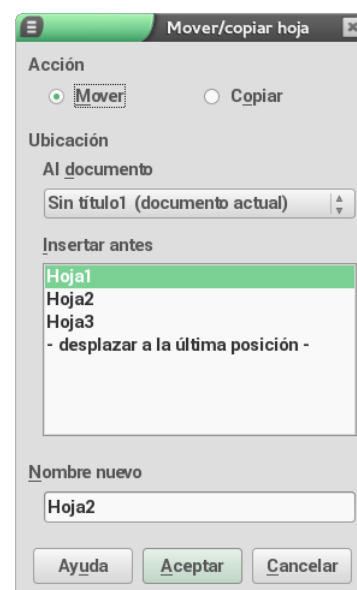 Mover/copiar hoja
Acción
Mover Copiar
Ubicación
Al documento
Sin título1 (documento actual)
Insertar antes
Hoja1
Hoja2
Hoja3
- desplazar a la última posición -
Nombre nuevo
Hoja2
Ayuda Aceptar Cancelar